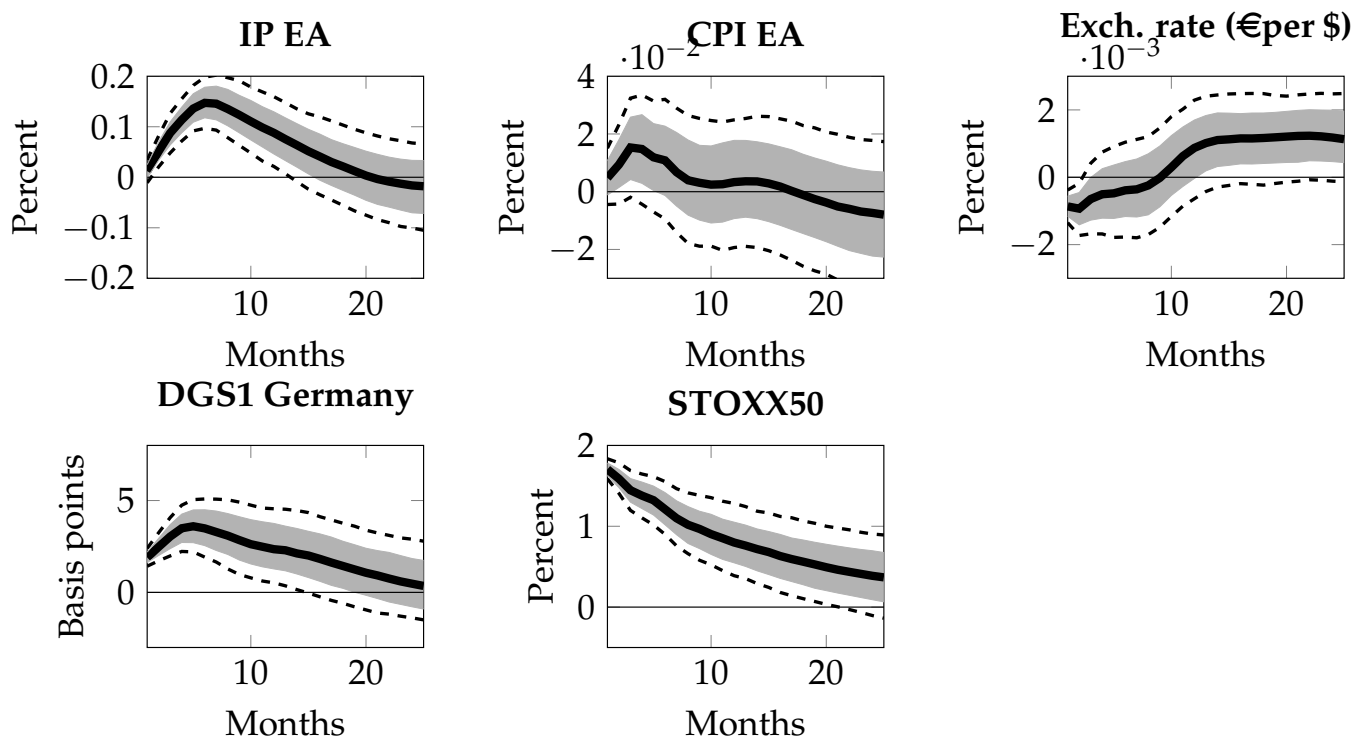 IP EA
Percent
0.2
0.1
0
−0.1
−0.2
10 20
Months
CPI EA
·10−2
Percent
4
2
0
−2
10 20
Months
Exch. rate (€per $)
·10−3
Percent
2
0
−2
10 20
Months
DGS1 Germany
Basis points
5
0
10 20
Months
STOXX50
Percent
2
1
0
10 20
Months